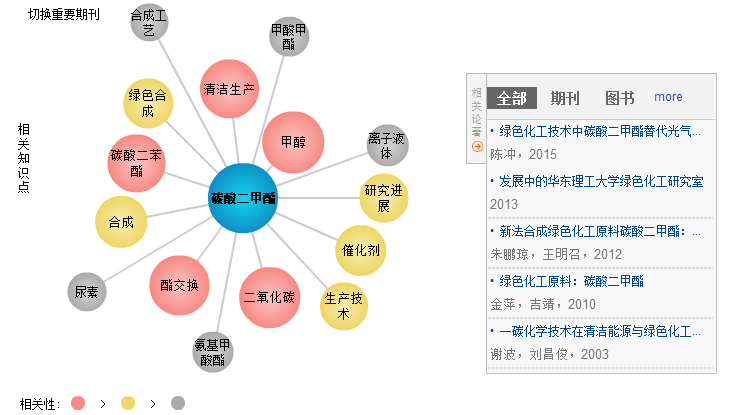 切换重要期刊
合成工
艺
甲酸甲
酯
清洁生产
绿色合
成
甲醇
相关知识点
碳酸二苯
酯
离子液
体
碳酸二甲酯
研究进
展
合成
催化剂
尿素
酯交换
二氧化碳
生产技
术
氨基甲
酸酯
相关性: > >
相关论著
全部 期刊 图书 more
• 绿色化工技术中碳酸二甲酯替代光气...
陈冲，2015
• 发展中的华东理工大学绿色化工研究室
2013
• 新法合成绿色化工原料碳酸二甲酯：...
朱鹏琼，王明召，2012
• 绿色化工原料：碳酸二甲酯
金萍，吉靖，2010
• 一碳化学技术在清洁能源与绿色化工...
谢波，刘昌俊，2003